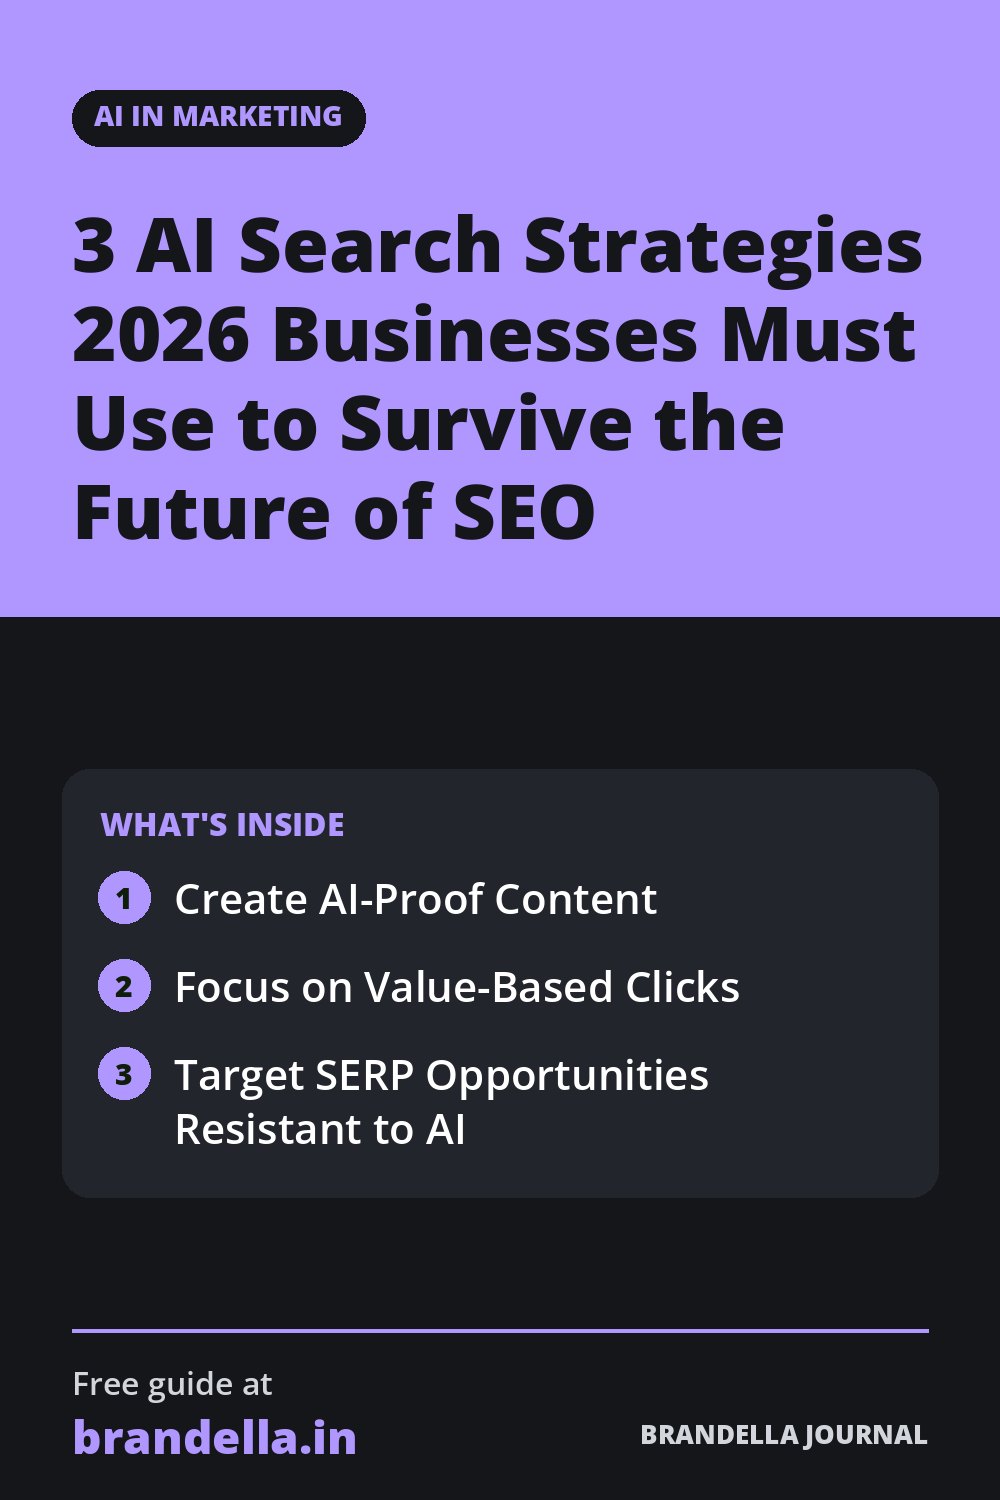 AI IN MARKETING
3 AI Search Strategies
2026 Businesses Must
Use to Survive the
Future of SEO
WHAT'S INSIDE
1 Create AI-Proof Content
2 Focus on Value-Based Clicks
3 Target SERP Opportunities
Resistant to AI
Free guide at
brandella.in
BRANDELLA JOURNAL